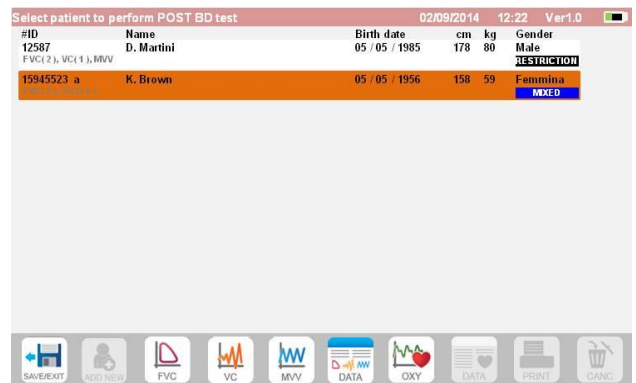 Select patient to perform POST BD test 02/09/2014 12:22 Ver1.0
#ID Name Birth date cm kg Gender
12587 D. Martini 05 / 05 / 1985 178 80 Male
FVC( 2 ), VC( 1 ), MVV RESTRICTION
15945523 a K. Brown 05 / 05 / 1956 158 59 Femmina
MIXED
SAVE/EXIT ADD NEW FVC VC MVV DATA OXY DATA PRINT CANC